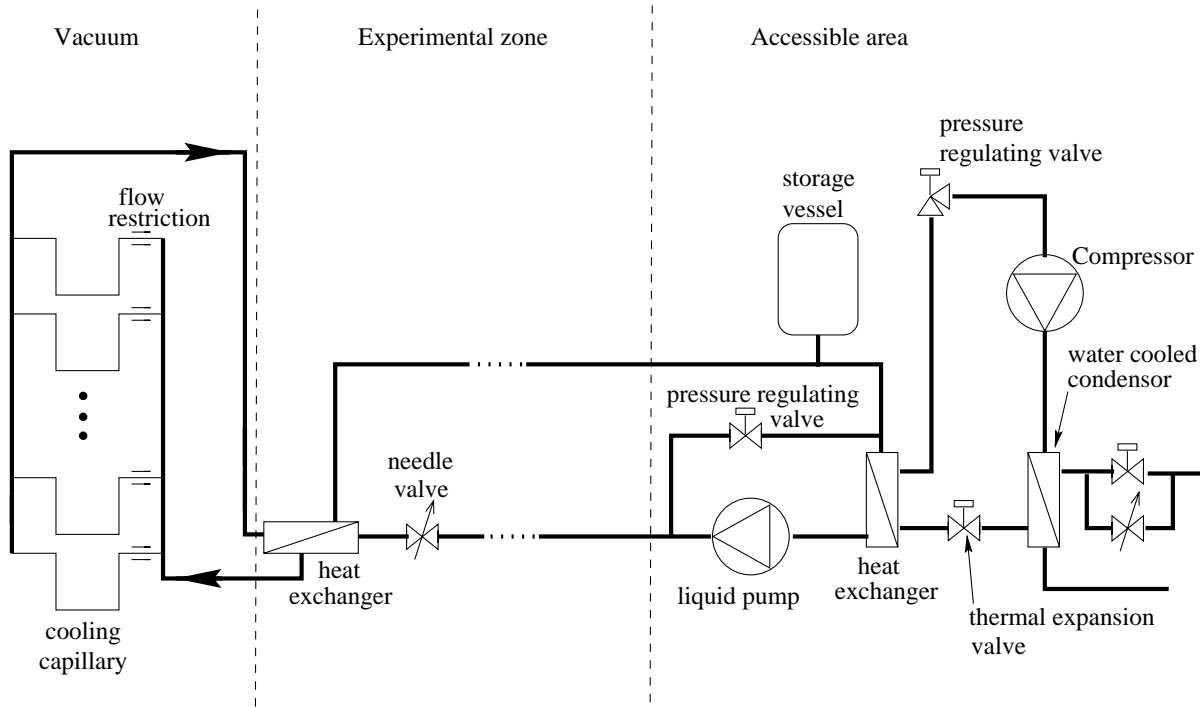 Vacuum
Experimental zone
Accessible area
pressure
regulating valve
storage
vessel
flow
restriction
Compressor
water cooled
condensor
pressure regulating
valve
needle
valve
heat
exchanger
liquid pump
heat
exchanger
thermal expansion
valve
cooling
capillary